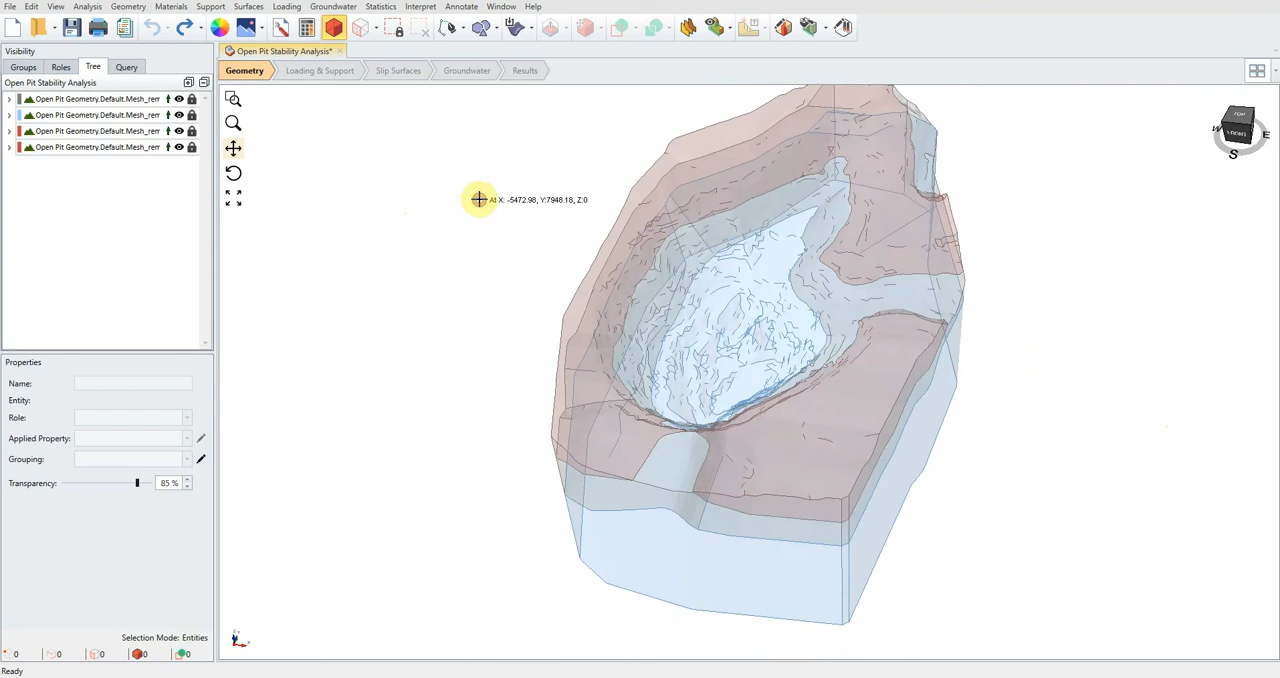 File Edit View Analysis Geometry Materials Support Surfaces Loading Groundwater Statistics Interpret Annotate Window Help
Visibility
Open Pit Stability Analysis*
Groups Roles Tree Query
Geometry Loading & Support Slip Surfaces Groundwater Results
Open Pit Stability Analysis
Open Pit Geometry.Default.Mesh_rem
Open Pit Geometry.Default.Mesh_rem
Open Pit Geometry.Default.Mesh_rem
Open Pit Geometry.Default.Mesh_rem
TOP
FRONT
W
E
S
At X: -5472.98, Y:7948.18, Z:0
Properties
Name:
Entity:
Role:
Applied Property:
Grouping:
Transparency: 85 %
Selection Mode: Entities
0 0 0 0 0
Ready